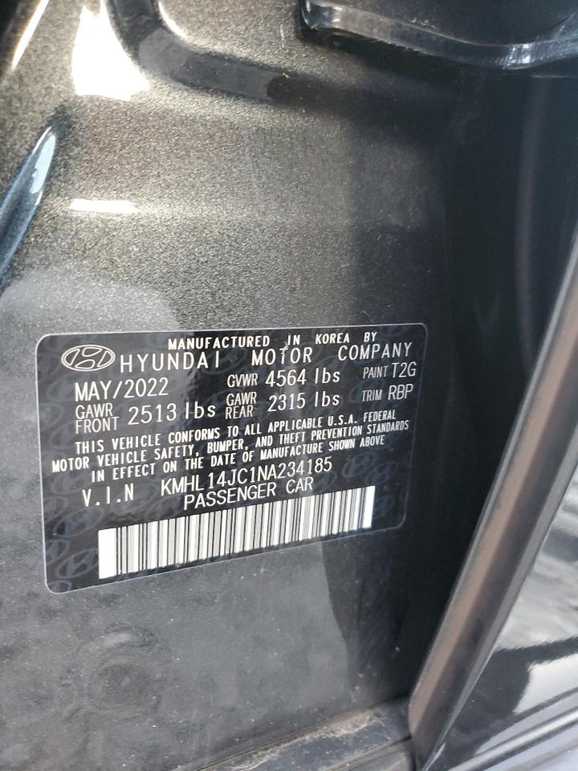 MANUFACTURED IN KOREA BY
HYUNDAI MOTOR COMPANY
MAY/2022 GVWR 4564 lbs PAINT T2G
GAWR FRONT 2513 lbs GAWR REAR 2315 lbs TRIM RBP
THIS VEHICLE CONFORMS TO ALL APPLICABLE U.S.A. FEDERAL
MOTOR VEHICLE SAFETY, BUMPER, AND THEFT PREVENTION STANDARDS
IN EFFECT ON THE DATE OF MANUFACTURE SHOWN ABOVE
V.I.N KMHL14JC1NA234185
PASSENGER CAR